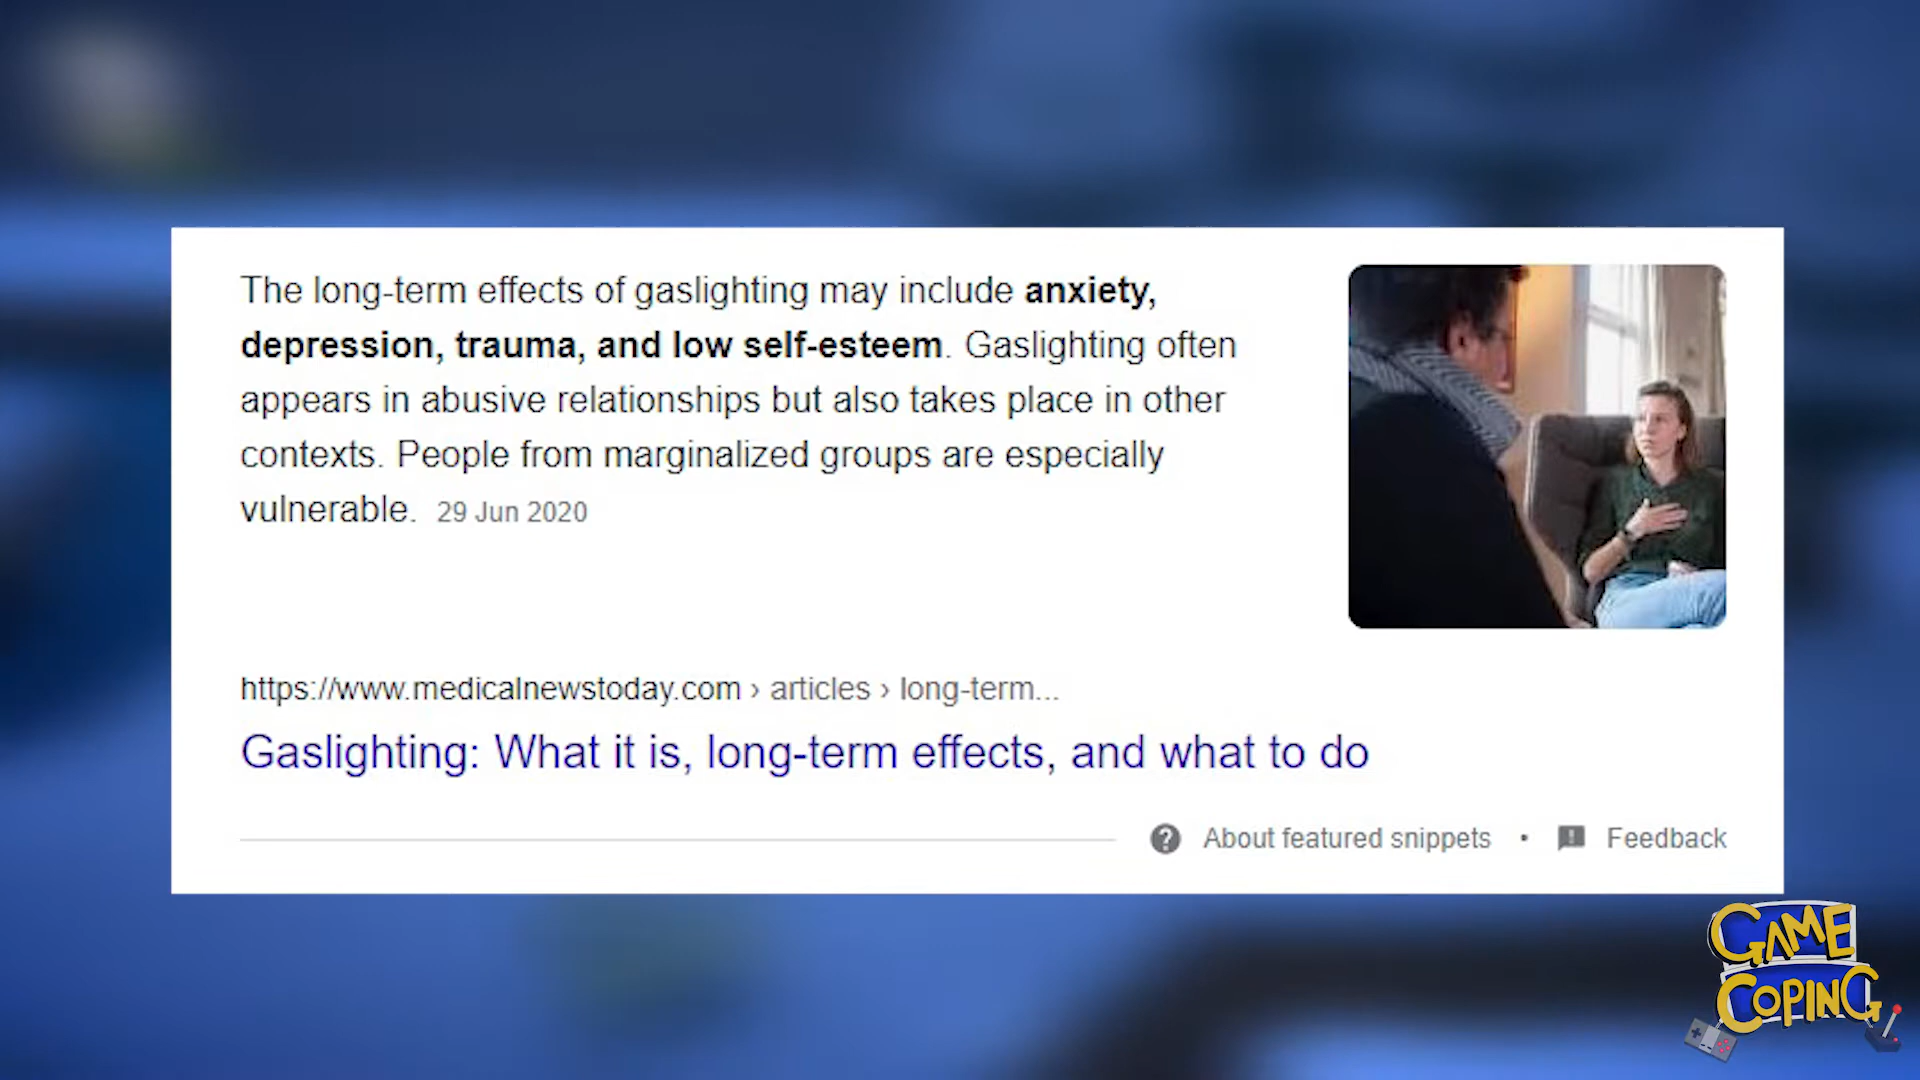 The long-term effects of gaslighting may include anxiety,
depression, trauma, and low self-esteem. Gaslighting often
appears in abusive relationships but also takes place in other
contexts. People from marginalized groups are especially
vulnerable. 29 Jun 2020
https://www.medicalnewstoday.com › articles › long-term...
Gaslighting: What it is, long-term effects, and what to do
About featured snippets • Feedback
GAME
COPING